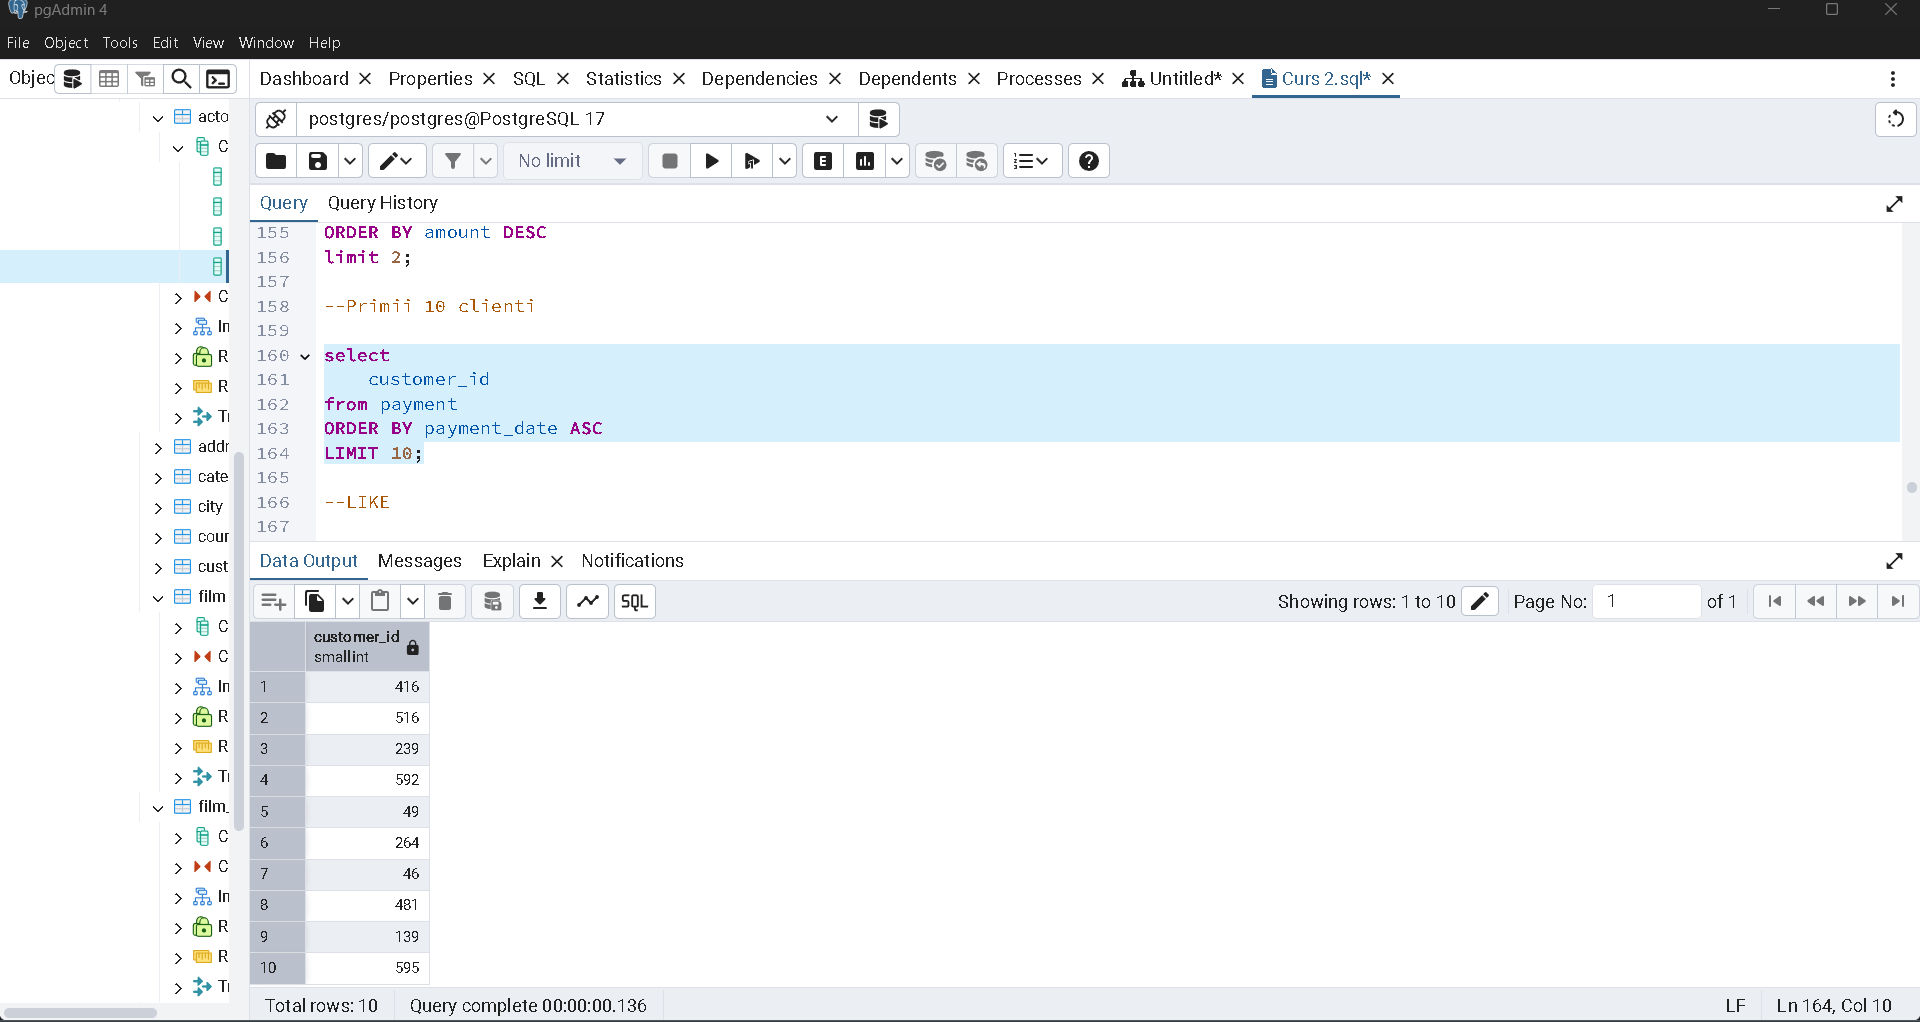 pgAdmin 4
File Object Tools Edit View Window Help
Objec
Dashboard Properties SQL Statistics Dependencies Dependents Processes Untitled* Curs 2.sql*
postgres/postgres@PostgreSQL 17
No limit
E
Query Query History
155 ORDER BY amount DESC
156 limit 2;
157
158 --Primii 10 clienti
159
160 select
161 customer_id
162 from payment
163 ORDER BY payment_date ASC
164 LIMIT 10;
165
166 --LIKE
167
acto
C
C
In
R
R
Tr
addr
cate
city
cour
cust
film
C
C
In
R
R
Tr
film_
C
C
In
R
R
Tr
Data Output Messages Explain Notifications
SQL
Showing rows: 1 to 10 Page No: 1 of 1
customer_id
smallint
1 416
2 516
3 239
4 592
5 49
6 264
7 46
8 481
9 139
10 595
Total rows: 10 Query complete 00:00:00.136 LF Ln 164, Col 10